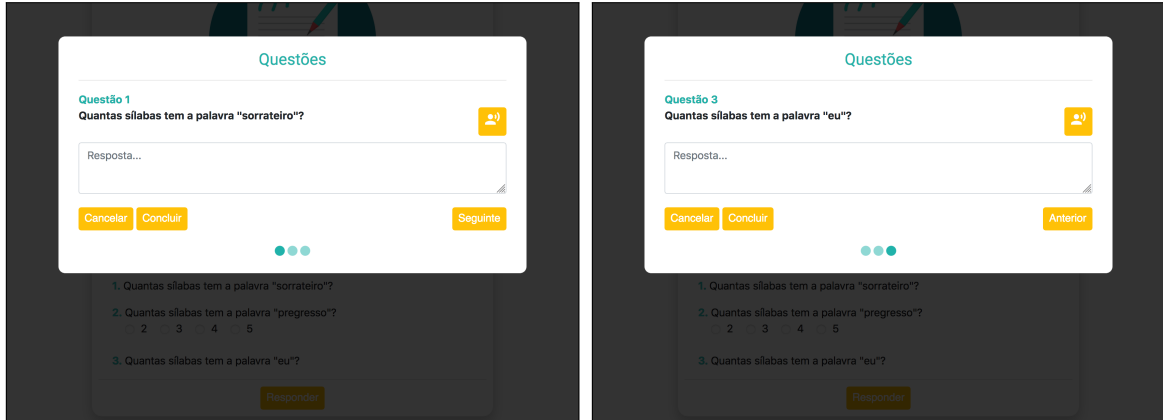 Questões
Questão 1
Quantas sílabas tem a palavra "sorrateiro"?
Resposta...
Cancelar Concluir Seguinte
1. Quantas sílabas tem a palavra "sorrateiro"?
2. Quantas sílabas tem a palavra "pregresso"?
2 3 4 5
3. Quantas sílabas tem a palavra "eu"?
Responder
Questões
Questão 3
Quantas sílabas tem a palavra "eu"?
Resposta...
Cancelar Concluir Anterior
1. Quantas sílabas tem a palavra "sorrateiro"?
2. Quantas sílabas tem a palavra "pregresso"?
2 3 4 5
3. Quantas sílabas tem a palavra "eu"?
Responder